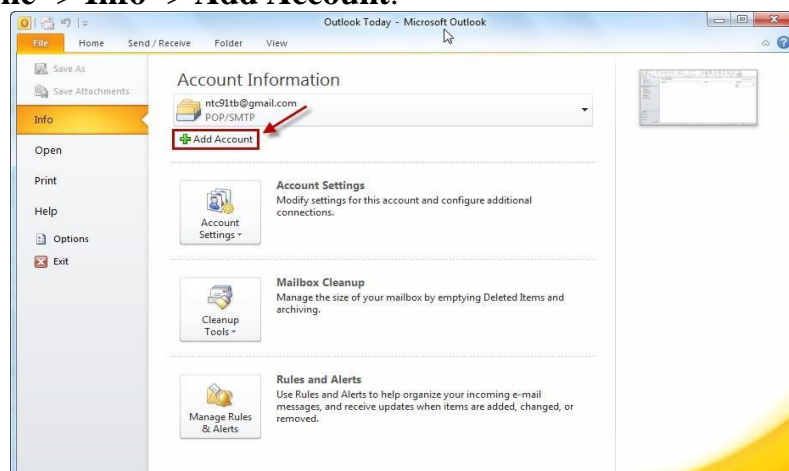 -> Info -> Add Account.
Outlook Today - Microsoft Outlook
File Home Send / Receive Folder View
Save As
Save Attachments
Info
Open
Print
Help
Options
Exit
Account Information
ntc91tb@gmail.com
POP/SMTP
Add Account
Account Settings
Modify settings for this account and configure additional
connections.
Account
Settings
Mailbox Cleanup
Manage the size of your mailbox by emptying Deleted Items and
archiving.
Cleanup
Tools
Rules and Alerts
Use Rules and Alerts to help organize your incoming e-mail
messages, and receive updates when items are added, changed, or
removed.
Manage Rules
& Alerts